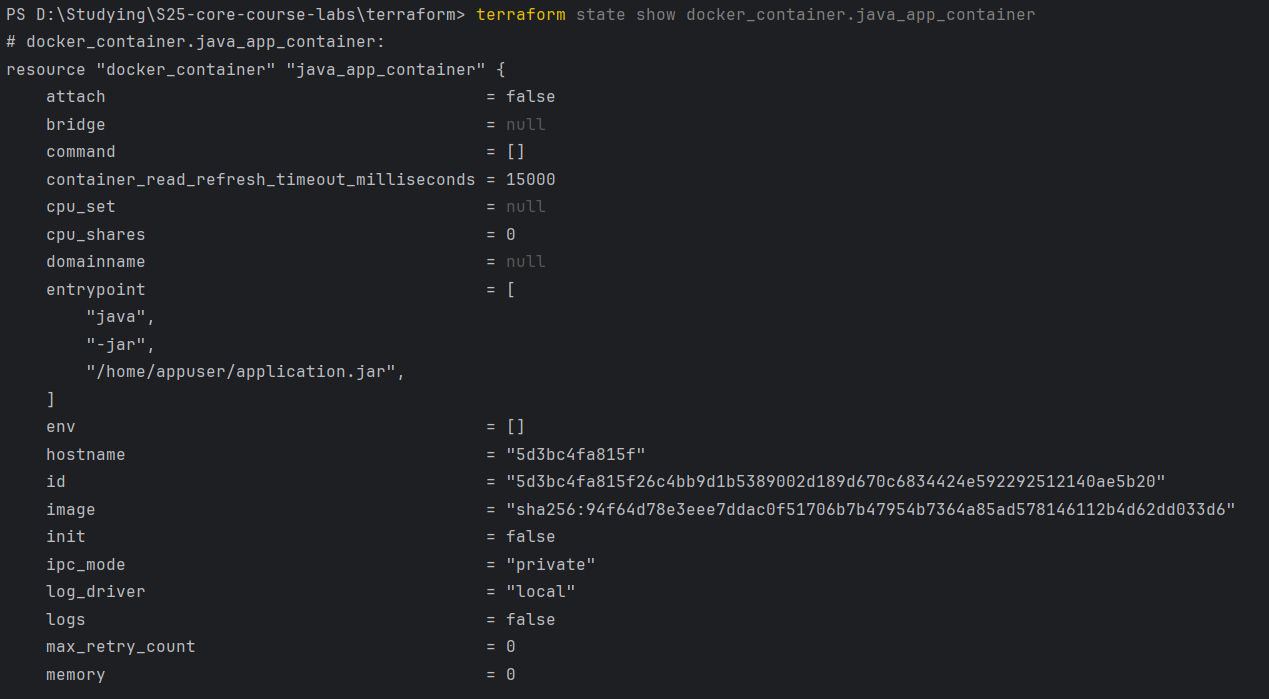 PS D:\Studying\S25-core-course-labs\terraform> terraform state show docker_container.java_app_container
# docker_container.java_app_container:
resource "docker_container" "java_app_container" {
    attach                                      = false
    bridge                                      = null
    command                                     = []
    container_read_refresh_timeout_milliseconds = 15000
    cpu_set                                     = null
    cpu_shares                                  = 0
    domainname                                  = null
    entrypoint                                  = [
        "java",
        "-jar",
        "/home/appuser/application.jar",
    ]
    env                                         = []
    hostname                                    = "5d3bc4fa815f"
    id                                          = "5d3bc4fa815f26c4bb9d1b5389002d189d670c6834424e592292512140ae5b20"
    image                                       = "sha256:94f64d78e3eee7ddac0f51706b7b47954b7364a85ad578146112b4d62dd033d6"
    init                                        = false
    ipc_mode                                    = "private"
    log_driver                                  = "local"
    logs                                        = false
    max_retry_count                             = 0
    memory                                      = 0